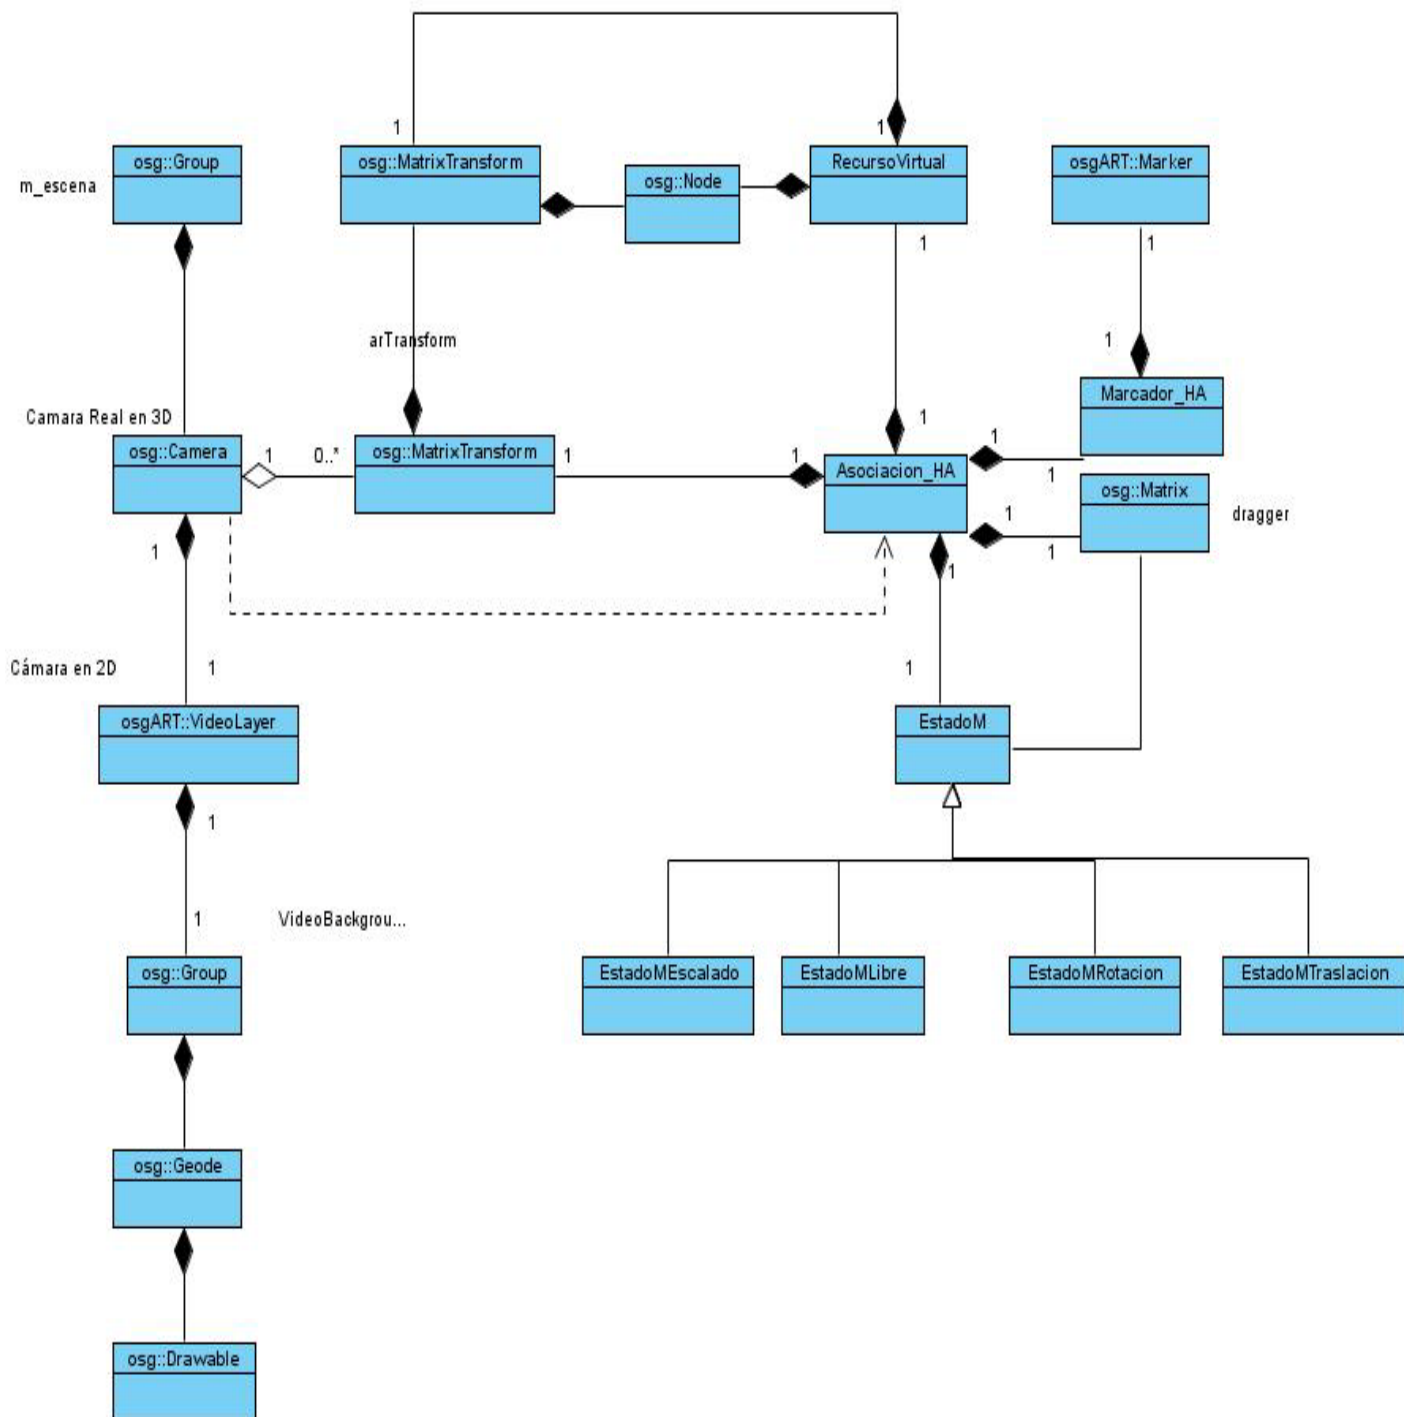 1
1
osg::Group
osg::MatrixTransform
RecursoVirtual
osgART::Marker
m_escena
osg::Node
1
1
arTransform
1
Marcador_HA
Camara Real en 3D
1
1
osg::Camera
1
0..*
osg::MatrixTransform
1
1
Asociacion_HA
1
osg::Matrix
1
dragger
1
1
1
Cámara en 2D
1
1
osgART::VideoLayer
EstadoM
1
1
VideoBackgrou...
osg::Group
EstadoMEscalado
EstadoMLibre
EstadoMRotacion
EstadoMTraslacion
osg::Geode
osg::Drawable